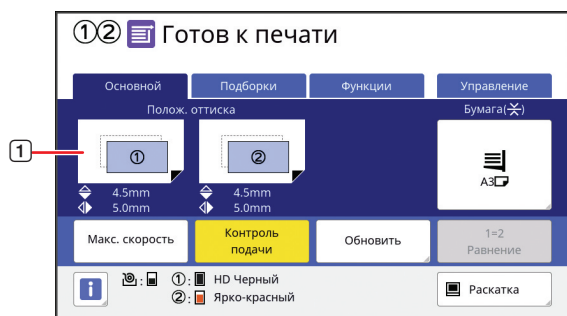 ①② Готов к печати
Основной Подборки Функции Управление
Полож. оттиска Бумага( )
1 ① ②
A3
4.5mm 4.5mm
5.0mm 5.0mm
Макс. скорость Контроль подачи Обновить 1=2 Равнение
①: HD Черный
②: Ярко-красный
Раскатка